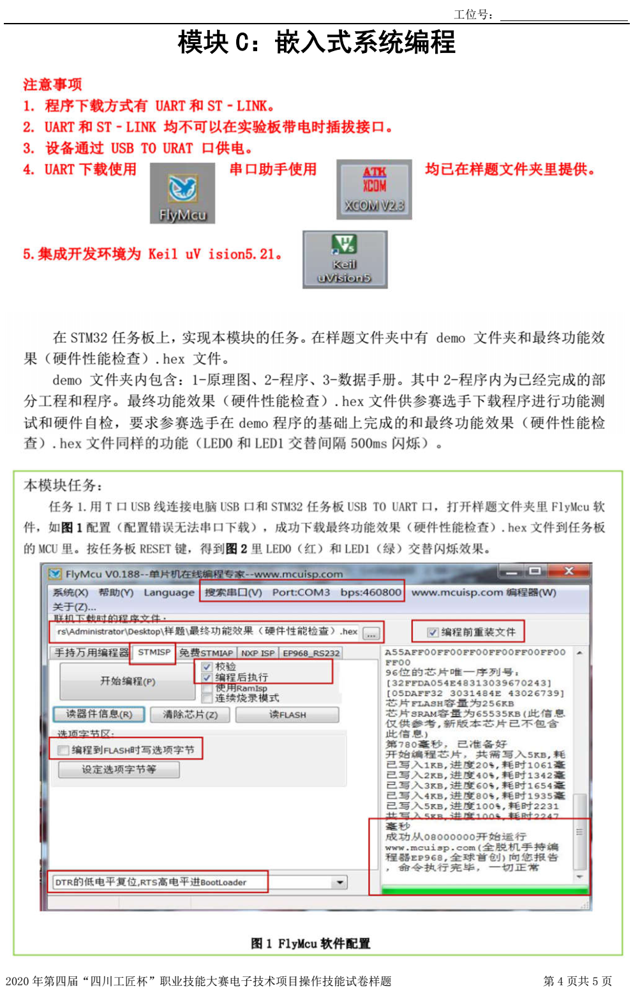 工位号：
模块 C：嵌入式系统编程
注意事项
1. 程序下载方式有 UART 和 ST - LINK。
2. UART 和 ST - LINK 均不可以在实验板带电时插拔接口。
3. 设备通过 USB TO URAT 口供电。
4. UART 下载使用 FlyMcu 串口助手使用 ATK XCOM XCOM V2.3 均已在样题文件夹里提供。
5.集成开发环境为 Keil uV ision5.21。 Keil uVision5
在 STM32 任务板上，实现本模块的任务。在样题文件夹中有 demo 文件夹和最终功能效
果（硬件性能检查）.hex 文件。
demo 文件夹内包含：1-原理图、2-程序、3-数据手册。其中 2-程序内为已经完成的部
分工程和程序。最终功能效果（硬件性能检查）.hex 文件供参赛选手下载程序进行功能测
试和硬件自检，要求参赛选手在 demo 程序的基础上完成的和最终功能效果（硬件性能检
查）.hex 文件同样的功能（LED0 和 LED1 交替间隔 500ms 闪烁）。
本模块任务：
任务 1.用 T 口 USB 线连接电脑 USB 口和 STM32 任务板 USB TO UART 口，打开样题文件夹里 FlyMcu 软
件，如图 1 配置（配置错误无法串口下载），成功下载最终功能效果（硬件性能检查）.hex 文件到任务板
的 MCU 里。按任务板 RESET 键，得到图 2 里 LED0（红）和 LED1（绿）交替闪烁效果。
FlyMcu V0.188--单片机在线编程专家--www.mcuisp.com
系统(X) 帮助(Y) Language 搜索串口(V) Port:COM3 bps:460800 www.mcuisp.com 编程器(W)
关于(Z)...
联机下载时的程序文件：
rs\Administrator\Desktop\样题\最终功能效果（硬件性能检查）.hex ... 编程前重装文件
手持万用编程器 STMISP 免费STMIAP NXP ISP EP968_RS232
开始编程(P)
校验
编程后执行
使用RamIsp
连续烧录模式
读器件信息(R) 清除芯片(Z) 读FLASH
选项字节区：
编程到FLASH时写选项字节
设定选项字节等
A55AFF00FF00FF00FF00FF00FF00
FF00
96位的芯片唯一序列号：
[32FFDA054E48313039670243]
[05DAFF32 3031484E 43026739]
芯片FLASH容量为256KB
芯片SRAM容量为65535KB(此信息
仅供参考,新版本芯片已不包含
此信息)
第780毫秒，已准备好
开始编程芯片，共需写入5KB,耗
已写入1KB,进度20%,耗时1061毫
已写入2KB,进度40%,耗时1342毫
已写入3KB,进度60%,耗时1654毫
已写入4KB,进度80%,耗时1935毫
已写入5KB,进度100%,耗时2231
共写入5KB,进度100%,耗时2247
毫秒
成功从08000000开始运行
www.mcuisp.com(全脱机手持编
程器EP968,全球首创)向您报告
，命令执行完毕，一切正常
DTR的低电平复位,RTS高电平进BootLoader
图 1 FlyMcu 软件配置
2020 年第四届“四川工匠杯”职业技能大赛电子技术项目操作技能试卷样题 第 4 页共 5 页